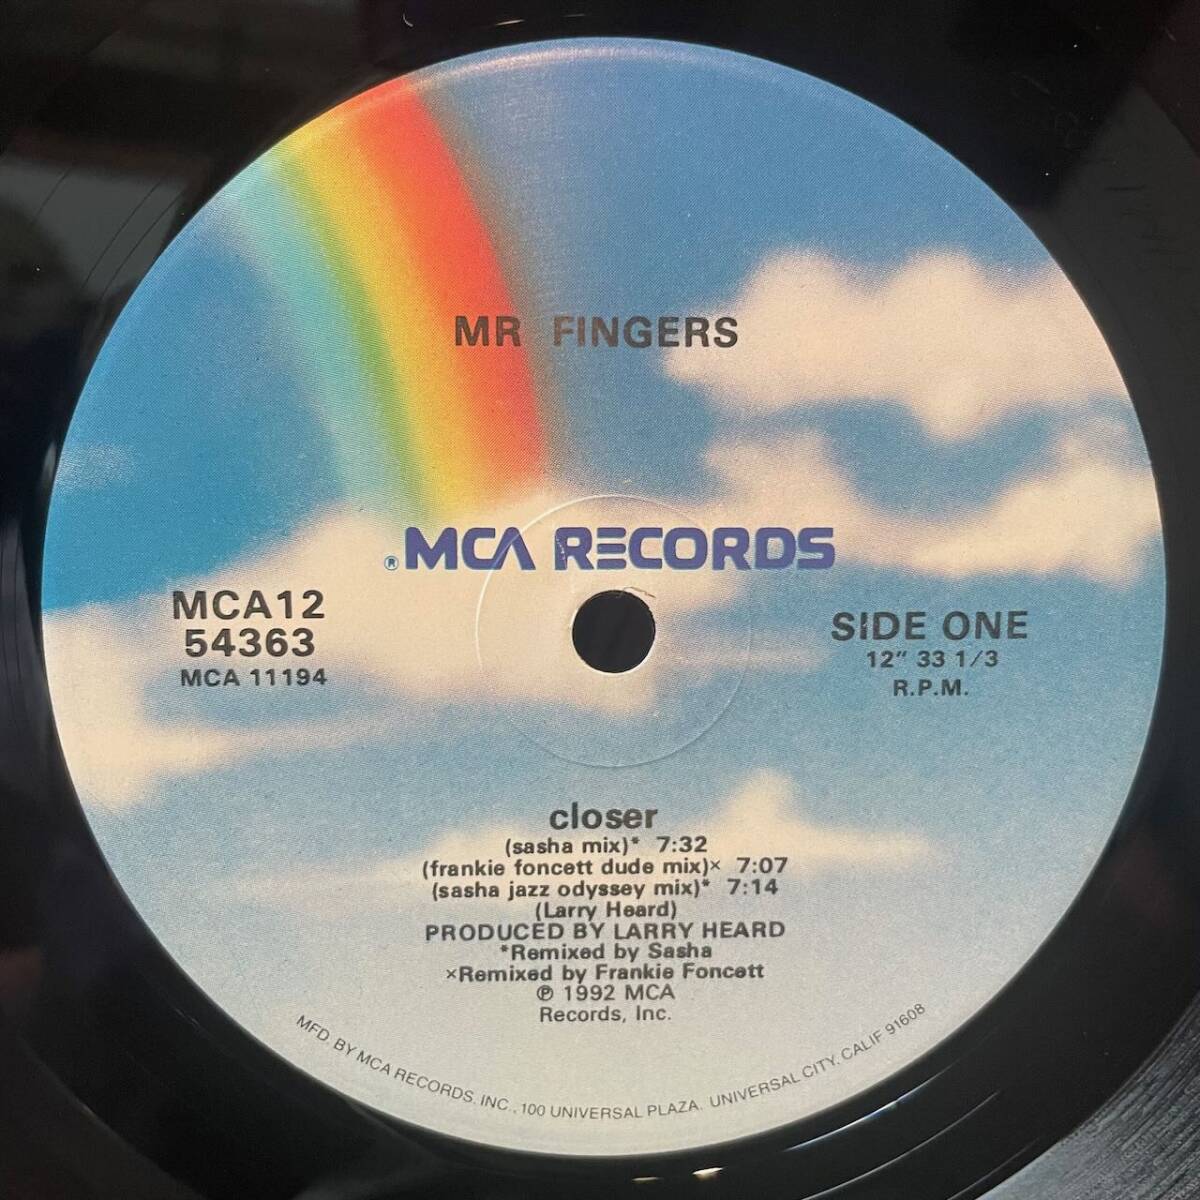 MR FINGERS
® MCA RECORDS
MCA12
54363
MCA 11194
SIDE ONE
12" 33 1/3
R.P.M.
closer
(sasha mix)* 7:32
(frankie foncett dude mix)× 7:07
(sasha jazz odyssey mix)* 7:14
(Larry Heard)
PRODUCED BY LARRY HEARD
*Remixed by Sasha
×Remixed by Frankie Foncett
℗ 1992 MCA
Records, Inc.
MFD. BY MCA RECORDS, INC., 100 UNIVERSAL PLAZA. UNIVERSAL CITY. CALIF 91608